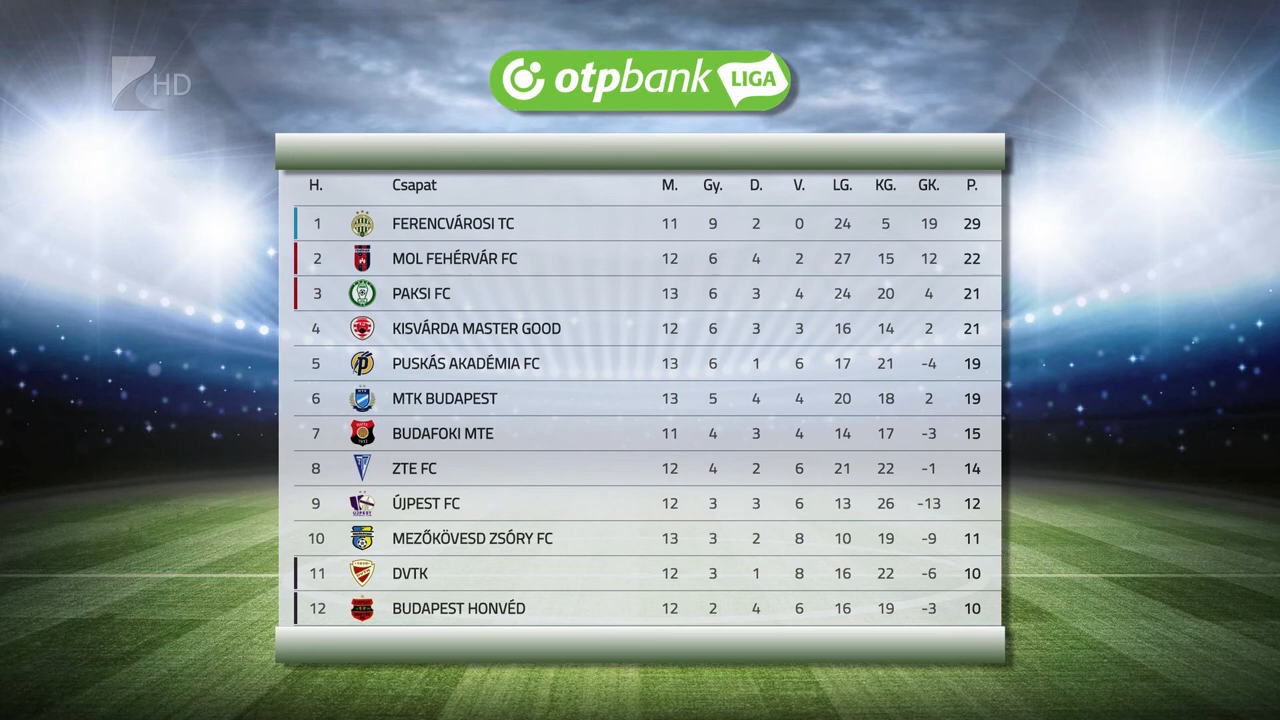 HD
otpbank LIGA
H. Csapat M. Gy. D. V. LG. KG. GK. P.
1 FERENCVÁROSI TC 11 9 2 0 24 5 19 29
2 MOL FEHÉRVÁR FC 12 6 4 2 27 15 12 22
3 PAKSI FC 13 6 3 4 24 20 4 21
4 KISVÁRDA MASTER GOOD 12 6 3 3 16 14 2 21
5 PUSKÁS AKADÉMIA FC 13 6 1 6 17 21 -4 19
6 MTK BUDAPEST 13 5 4 4 20 18 2 19
7 BUDAFOKI MTE 11 4 3 4 14 17 -3 15
8 ZTE FC 12 4 2 6 21 22 -1 14
9 ÚJPEST FC 12 3 3 6 13 26 -13 12
10 MEZŐKÖVESD ZSÓRY FC 13 3 2 8 10 19 -9 11
11 DVTK 12 3 1 8 16 22 -6 10
12 BUDAPEST HONVÉD 12 2 4 6 16 19 -3 10